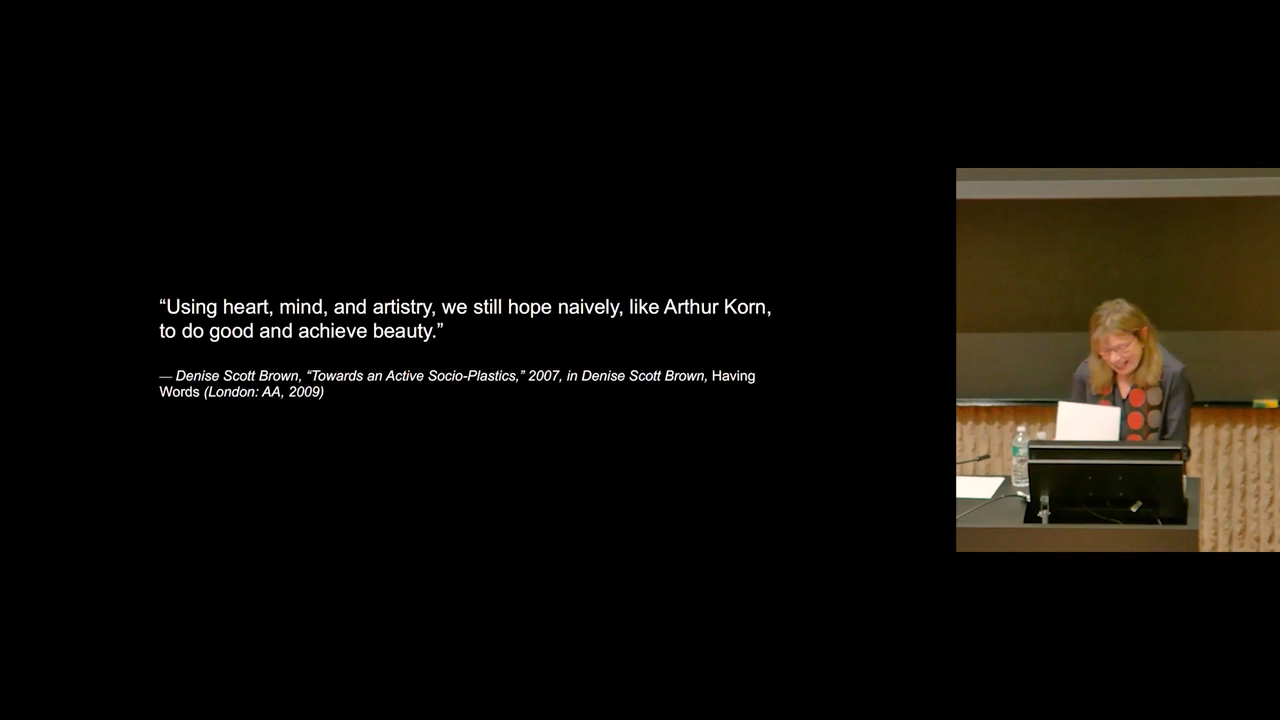 “Using heart, mind, and artistry, we still hope naively, like Arthur Korn,
to do good and achieve beauty.”
— Denise Scott Brown, “Towards an Active Socio-Plastics,” 2007, in Denise Scott Brown, Having
Words (London: AA, 2009)